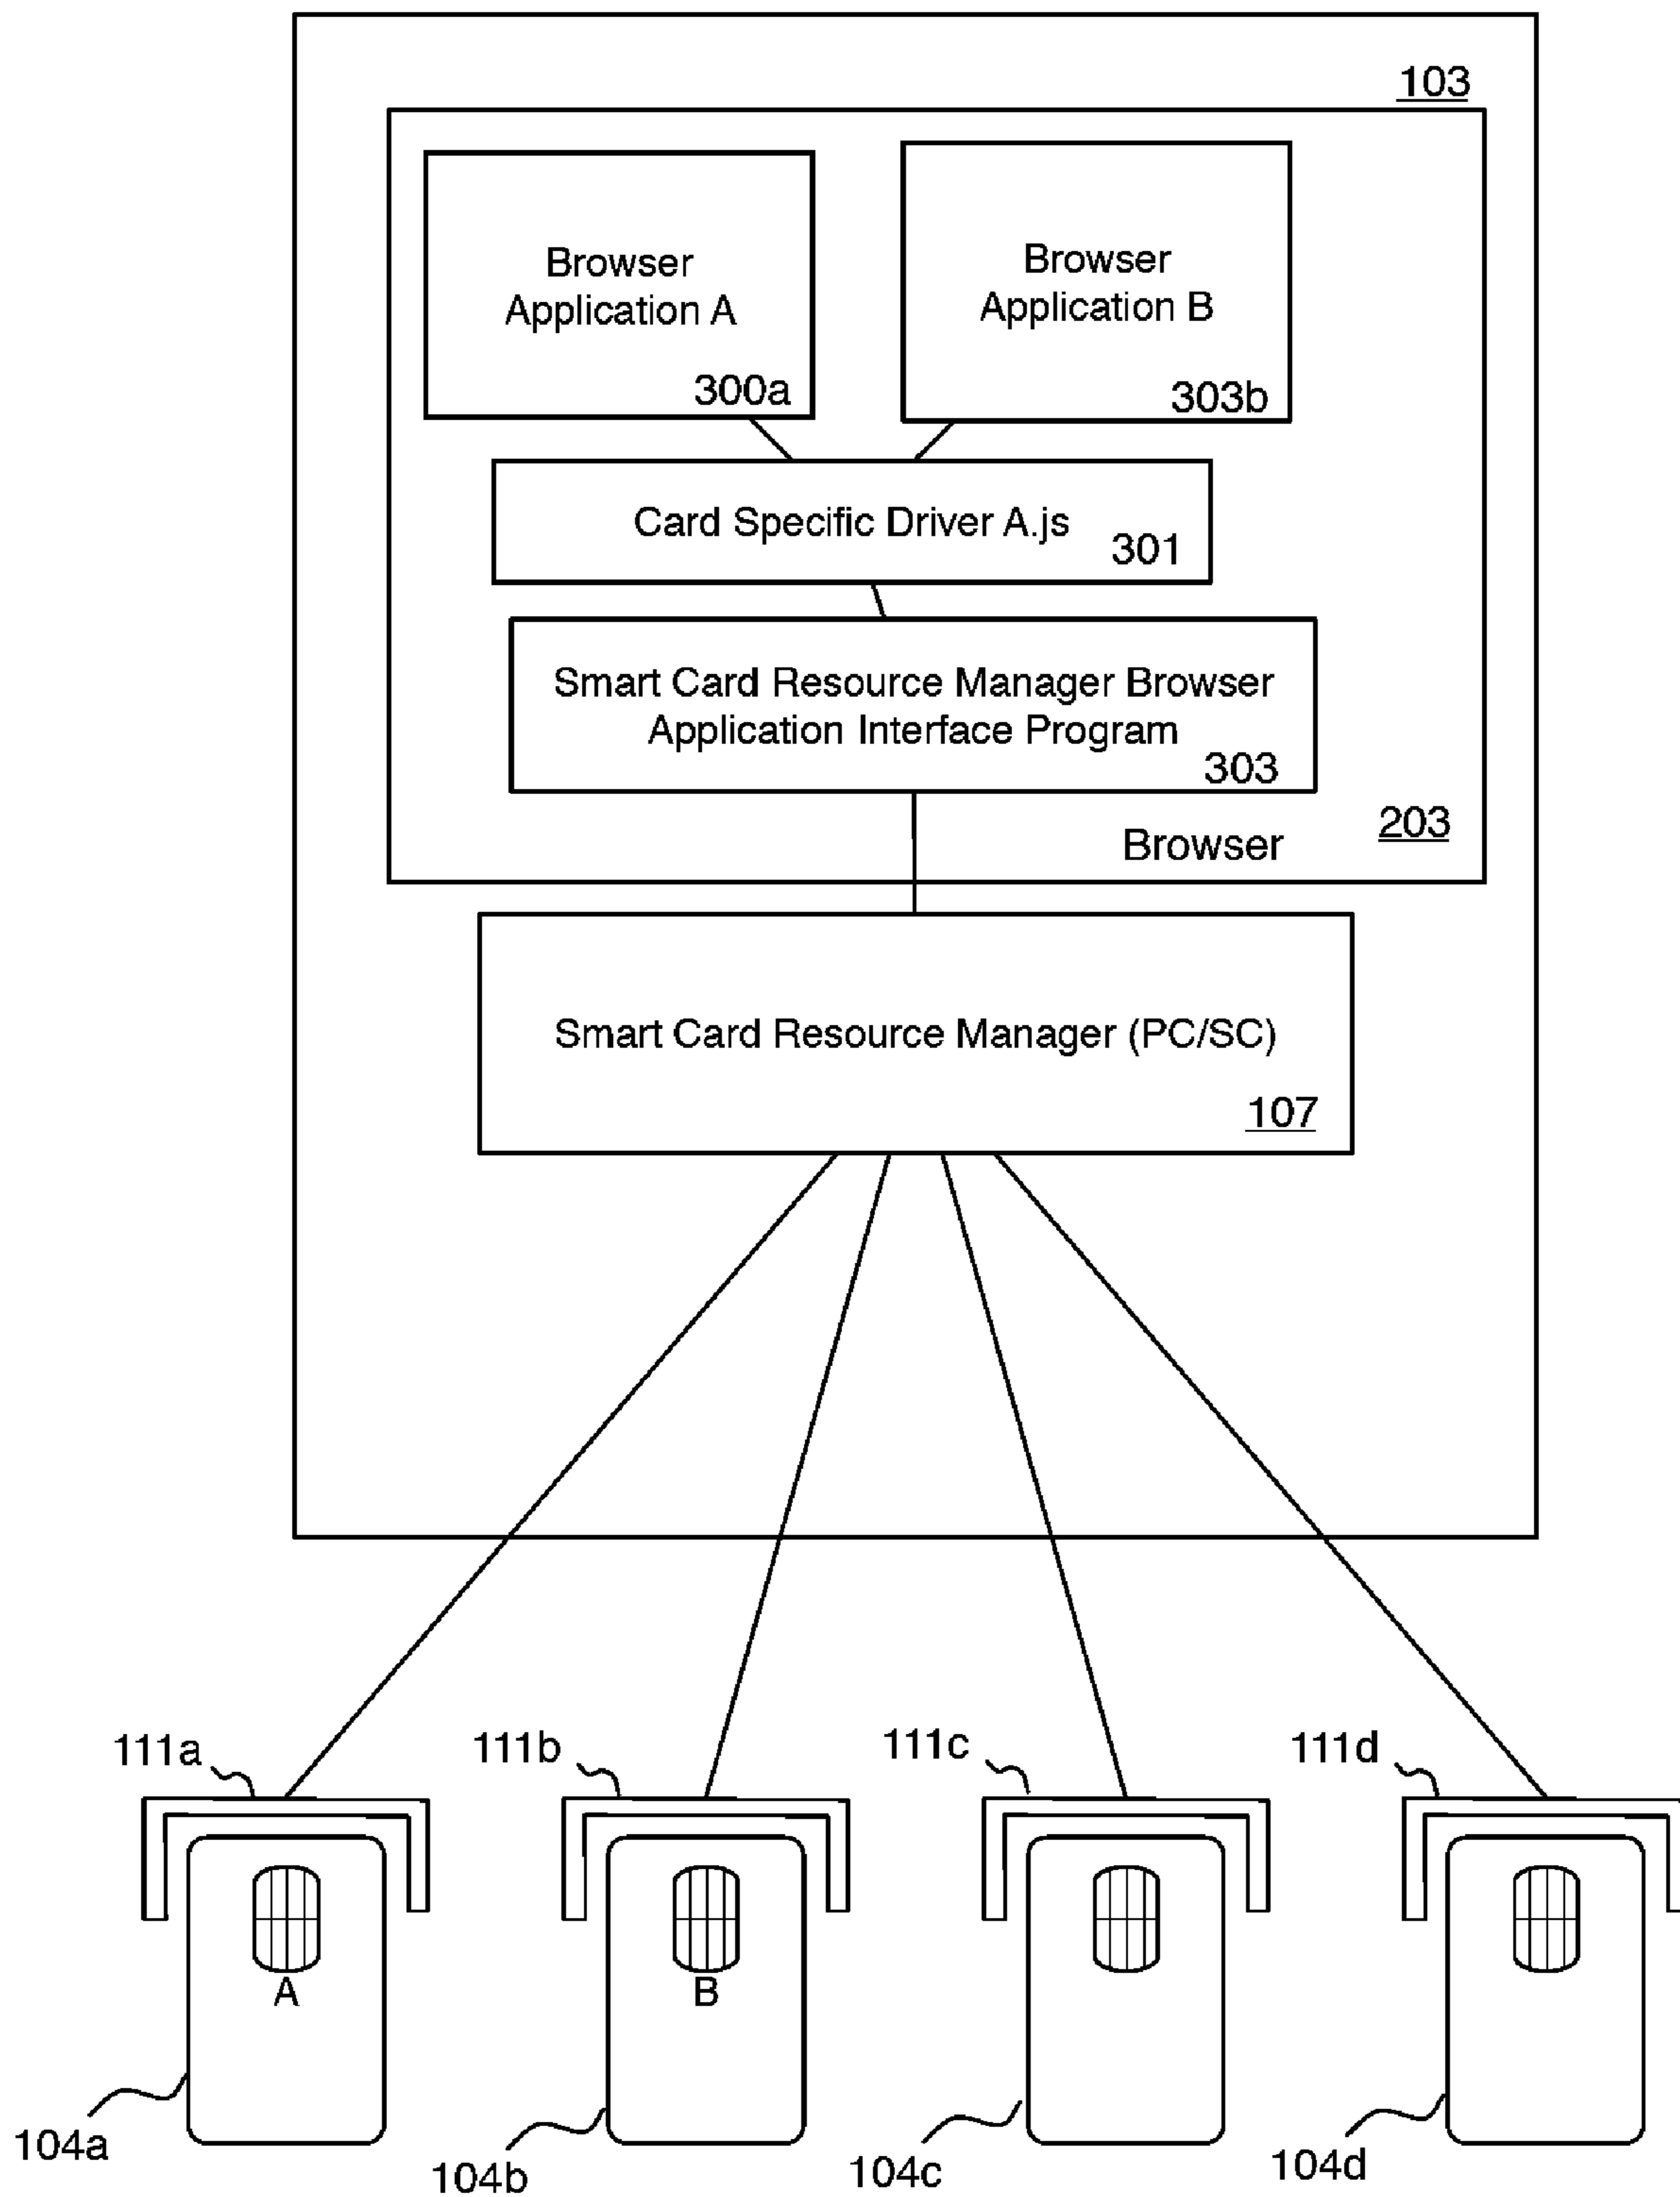 103
Browser
Application A
300a
Browser
Application B
303b
Card Specific Driver A.js
301
Smart Card Resource Manager Browser
Application Interface Program
303
Browser
203
Smart Card Resource Manager (PC/SC)
107
111a
111b
111c
111d
A
B
104a
104b
104c
104d